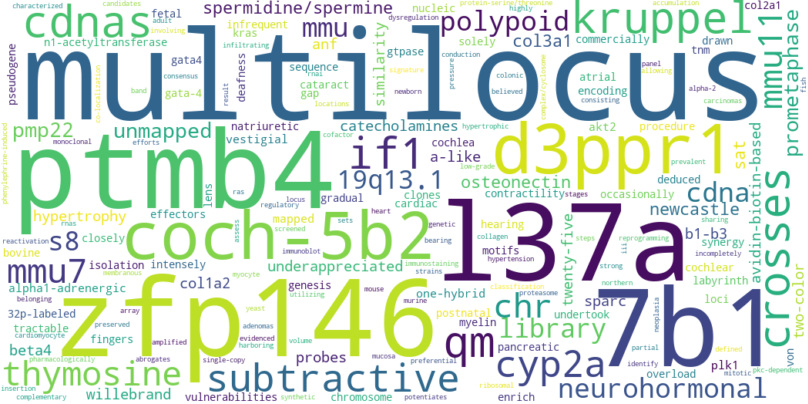 spermidine/spermine nucleic protein-serine/threonine accumulation
characterized candidates dysregulation highly col2a1
cdnas fetal infrequent mmu polypoid kruppel
involving adult kras anf solely commercially drawn
n1-acetyltransferase infiltrating gtpase col3a1 tnm
pseudogene gata4 deafness sequence similarity conduction pressure panel
multilocus
mmu11 prometaphase fish
consensus rnai cataract atrial colonic allowing alpha-2
gata-4 band result gap encoding believed consisting carcinomas
co-localization locations signature newborn complex/cyclosome
pmp22 unmapped natriuretic catecholamines akt2 procedure
monoclonal efforts vestigial cofactor hypertrophic low-grade prevalent
phenylephrine-induced
ptmb4 if1 cochlea a-like d3ppr1 sat
lens ras gradual 19q13.1 osteonectin deduced cdna
rnas locus clones contractility stages occasionally
hypertrophy regulatory effectors mapped sets heart cardiac sharing
newcastle crosses avidin-biotin-based
s8 closely reactivation coch-5b2 assess screened genetic hearing
bovine belonging isolation intensely membranous immunoblot bearing collagen motifs
l37a twenty-five steps reprogramming b1-b3 synergy
mmu7 col1a2 underappreciated immunostaining hypertension strong iii incompletely cochlear
alpha1-adrenergic myocyte genesis strains one-hybrid classification labyrinth
32p-labeled utilizing mouse postnatal proteasome sparc loci two-color
tractable array yeast murine northern undertook
cardiomyocyte preserved adenomas evidenced volume myelin
zfp146 qm chr 7b1
beta4 fingers amplified harboring library neoplasia partial defined
pharmacologically abrogates single-copy probes mucosa pancreatic identify overload plk1 von
thymosine subtractive preferential cyp2a mitotic pkc-dependent
insertion willebrand chromosome ribosomal neurohormonal
complementary vulnerabilities synthetic potentiates enrich